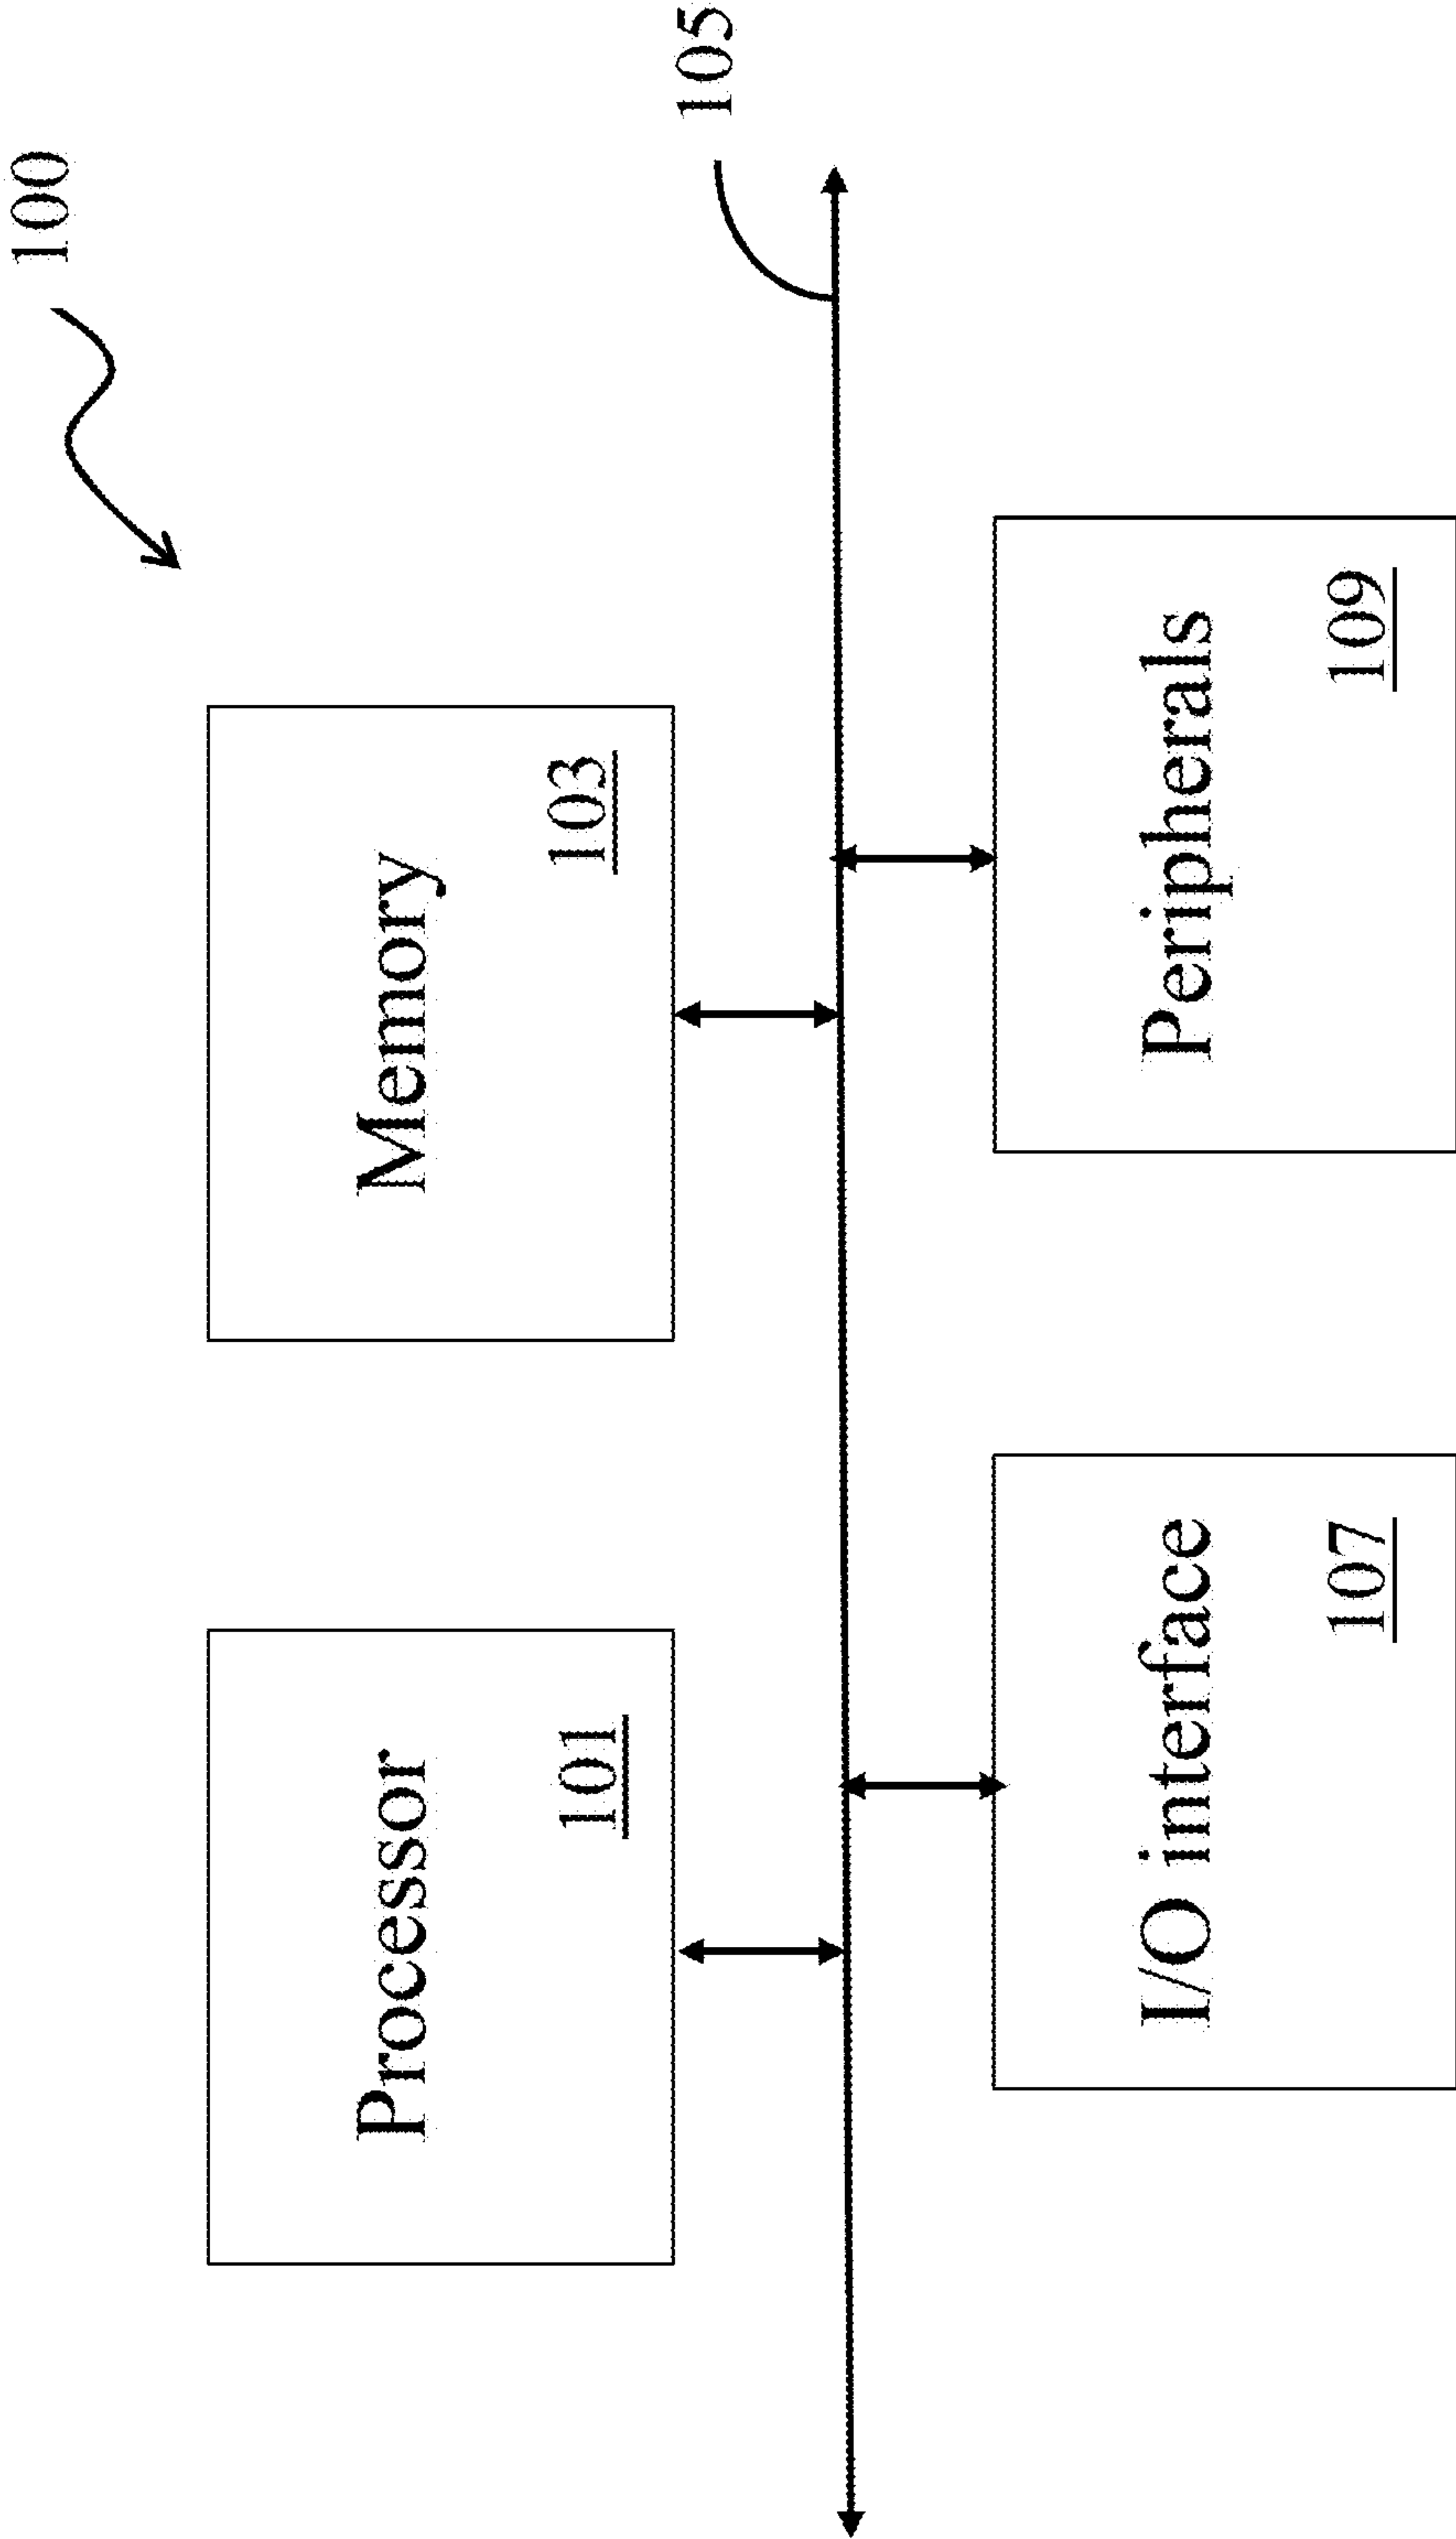 100
Processor
101
Memory
103
105
I/O interface
107
Peripherals
109